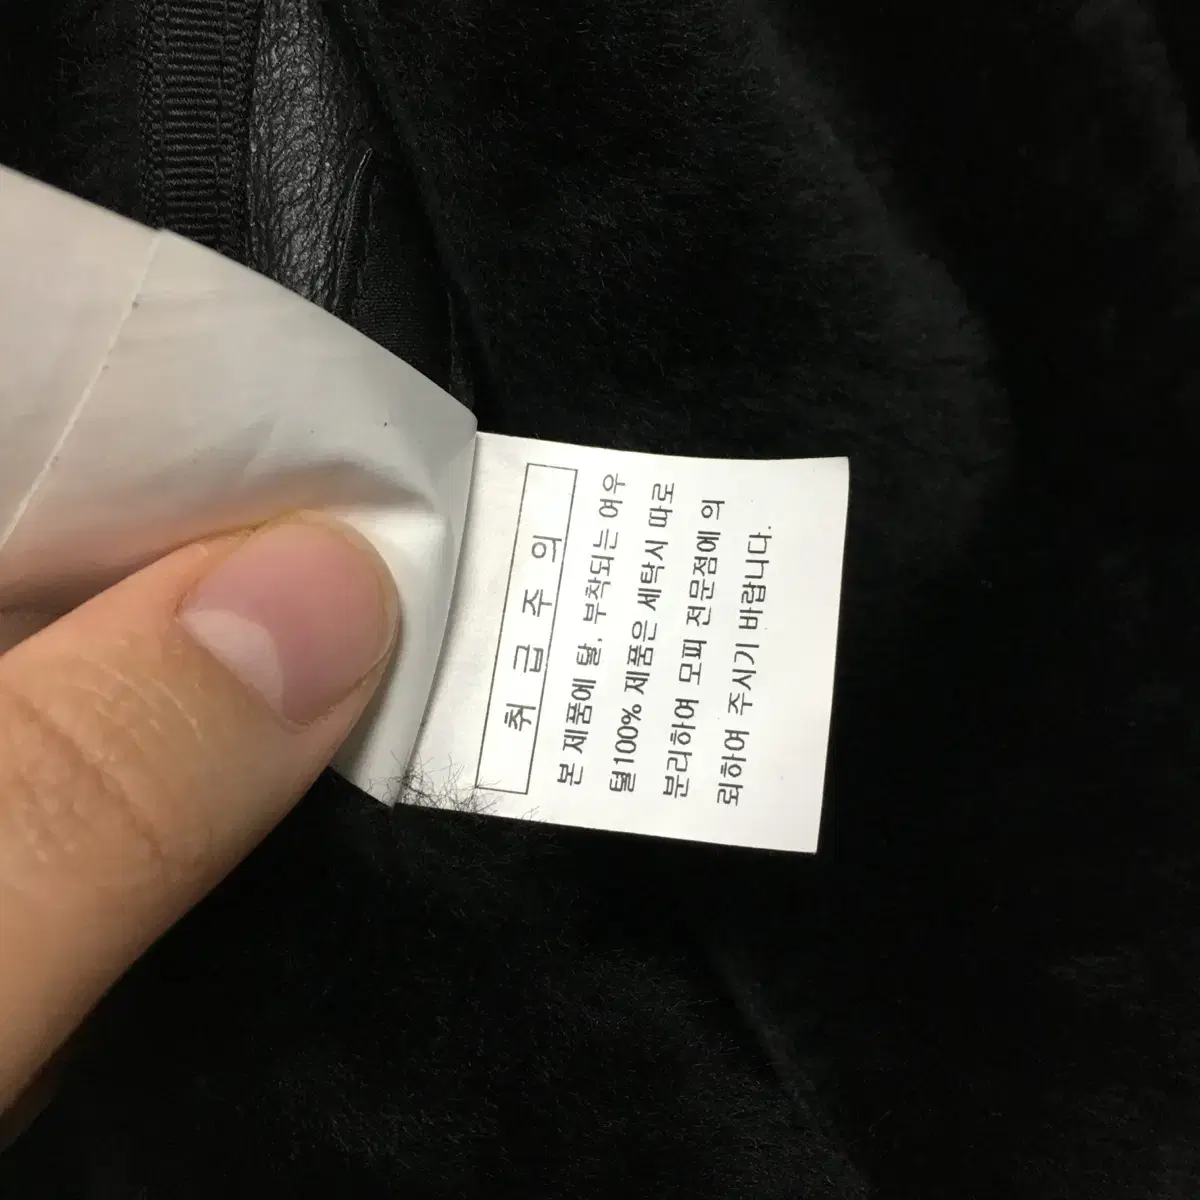 취급주의
본 제품에 탈, 부착되는 여우
털100% 제품은 세탁시 따로
분리하여 모피 전문점에 의
뢰하여 주시기 바랍니다.